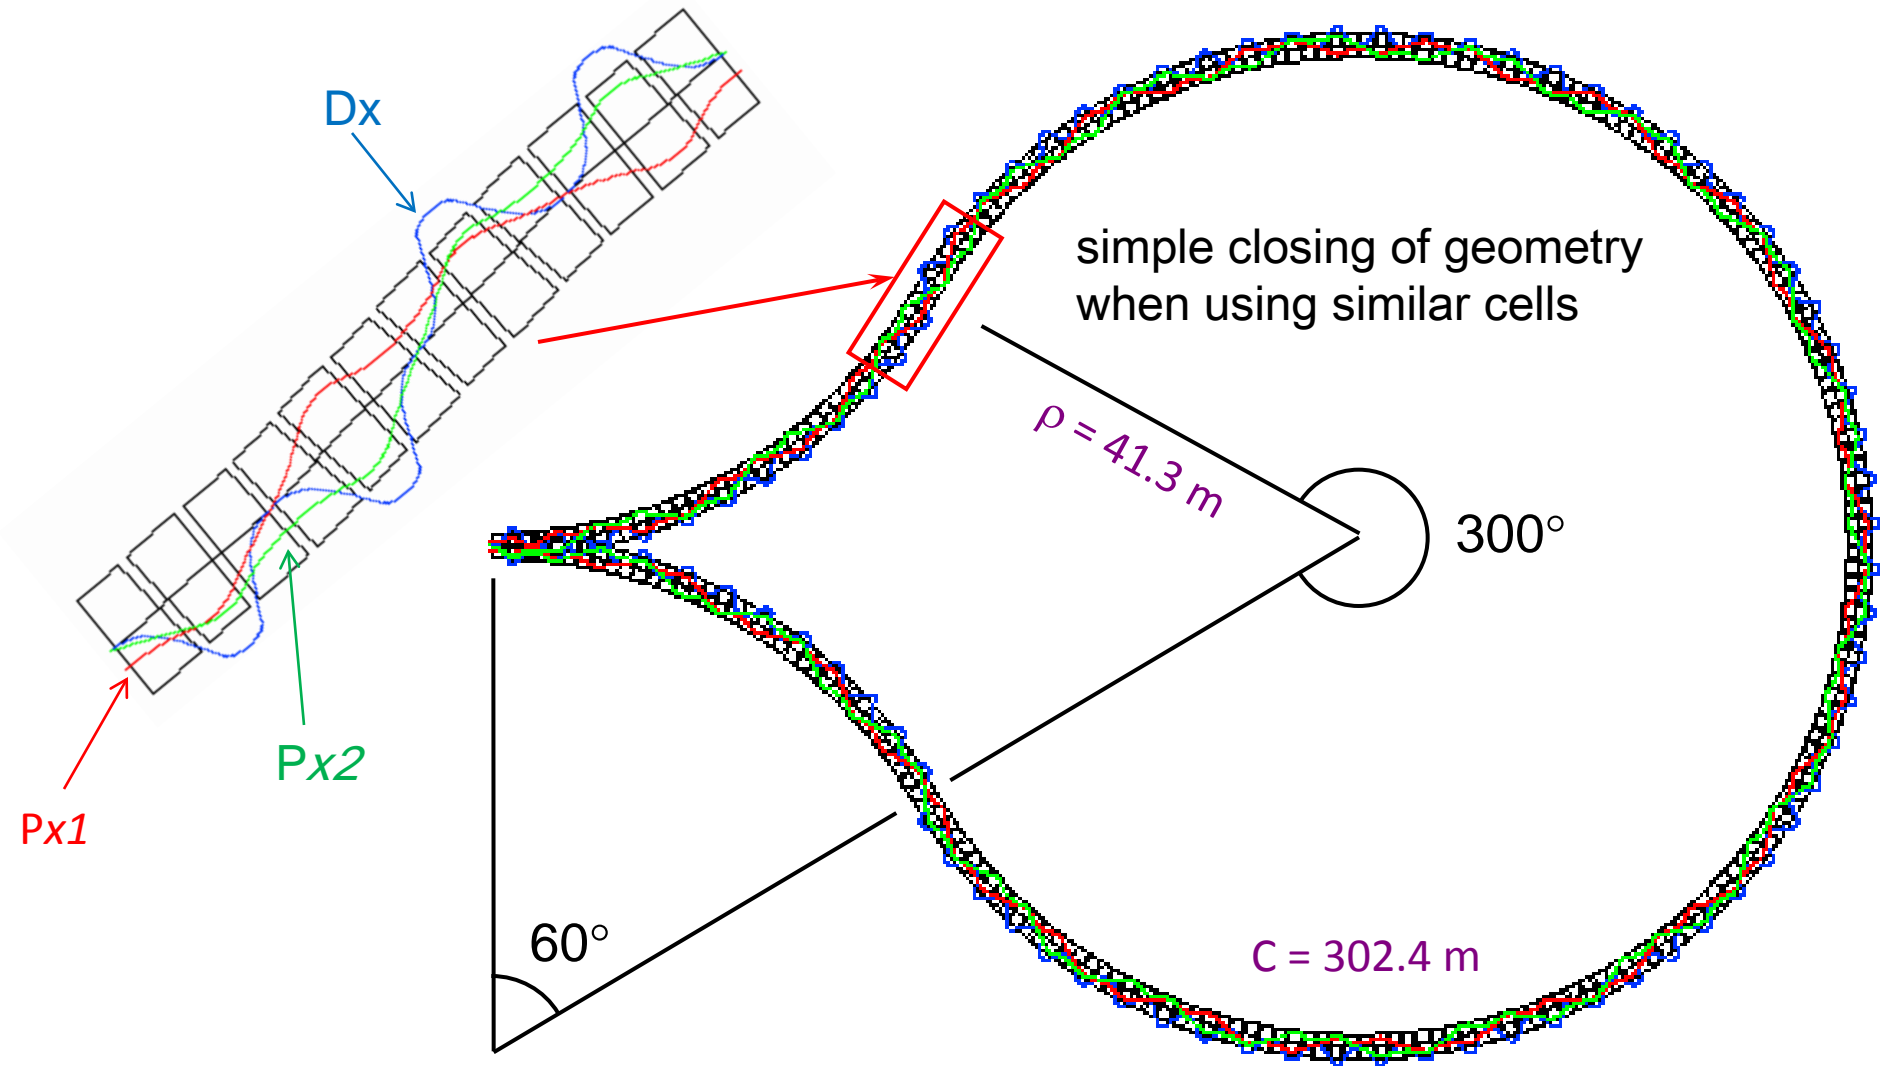 Dx
simple closing of geometry
when using similar cells
ρ = 41.3 m
300°
Px2
Px1
60°
C = 302.4 m